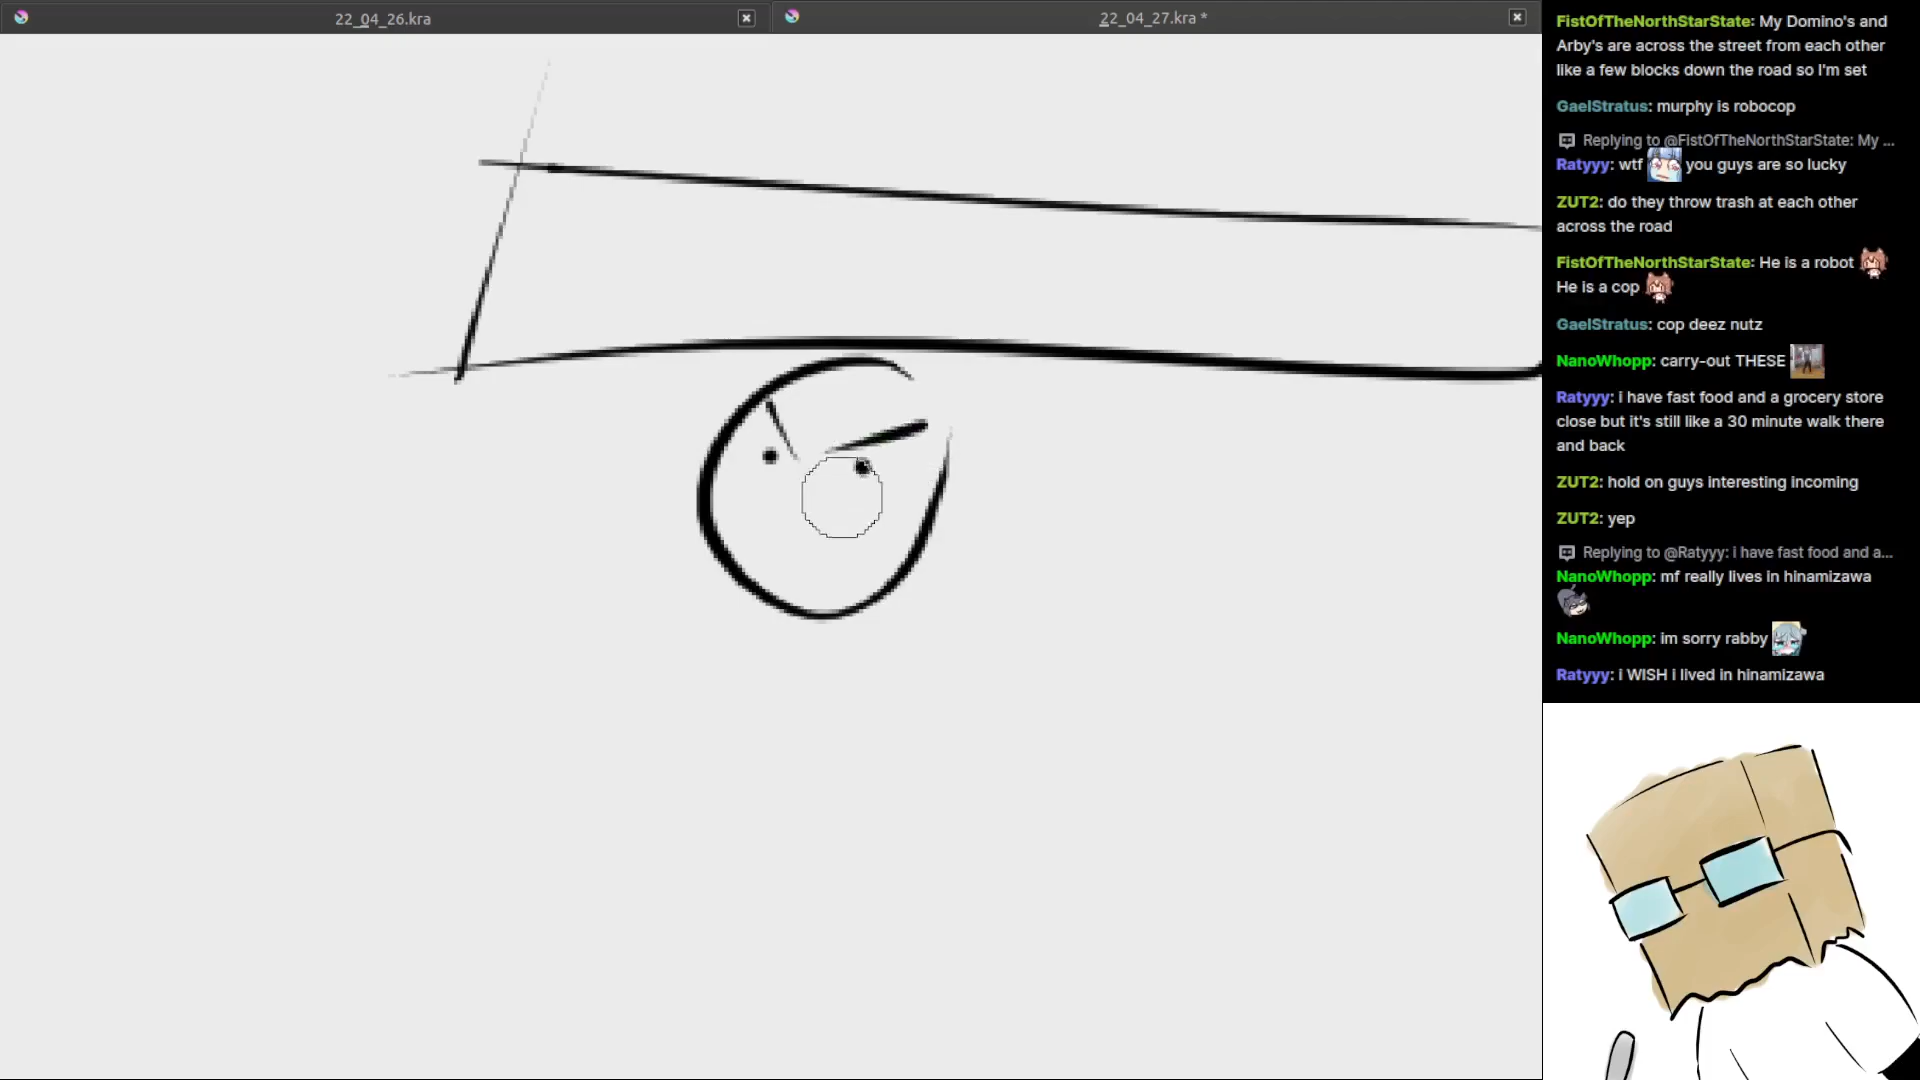 22_04_26.kra
22_04_27.kra *
FistOfTheNorthStarState: My Domino's and
Arby's are across the street from each other
like a few blocks down the road so I'm set
GaelStratus: murphy is robocop
Replying to @FistOfTheNorthStarState: My ...
Ratyyy: wtf you guys are so lucky
ZUT2: do they throw trash at each other
across the road
FistOfTheNorthStarState: He is a robot
He is a cop
GaelStratus: cop deez nutz
NanoWhopp: carry-out THESE
Ratyyy: i have fast food and a grocery store
close but it's still like a 30 minute walk there
and back
ZUT2: hold on guys interesting incoming
ZUT2: yep
Replying to @Ratyyy: i have fast food and a...
NanoWhopp: mf really lives in hinamizawa
NanoWhopp: im sorry rabby
Ratyyy: i WISH i lived in hinamizawa